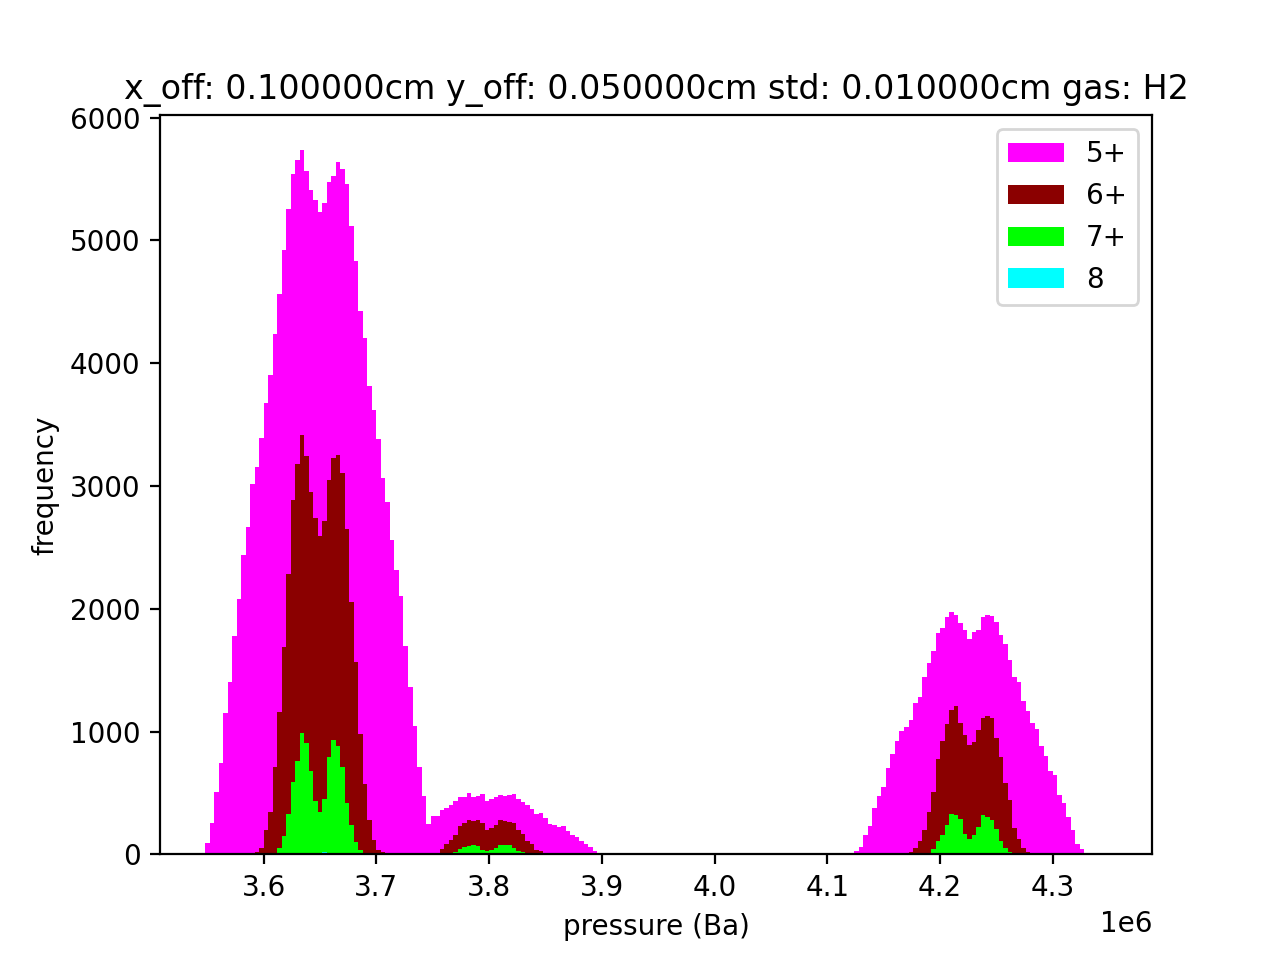 x_off: 0.100000cm y_off: 0.050000cm std: 0.010000cm gas: H2
6000
5000
4000
3000
2000
1000
0
frequency
5+
6+
7+
8
3.6 3.7 3.8 3.9 4.0 4.1 4.2 4.3
1e6
pressure (Ba)